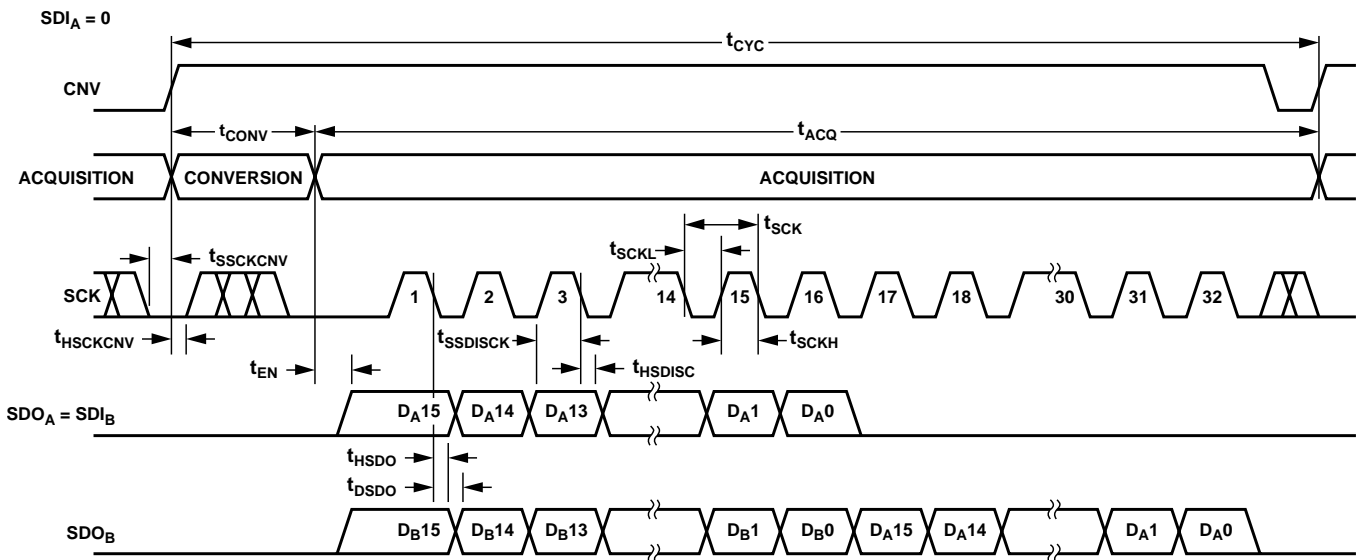 SDIA = 0
tCYC
CNV
tCONV
tACQ
ACQUISITION CONVERSION ACQUISITION
tSCK
tSCKL
tSSCKCNV
SCK 1 2 3 14 15 16 17 18 30 31 32
tHSCKCNV tSSDISCK tSCKH
tEN tHSDISC
SDOA = SDIB DA15 DA14 DA13 DA1 DA0
tHSDO
tDSDO
SDOB DB15 DB14 DB13 DB1 DB0 DA15 DA14 DA1 DA0